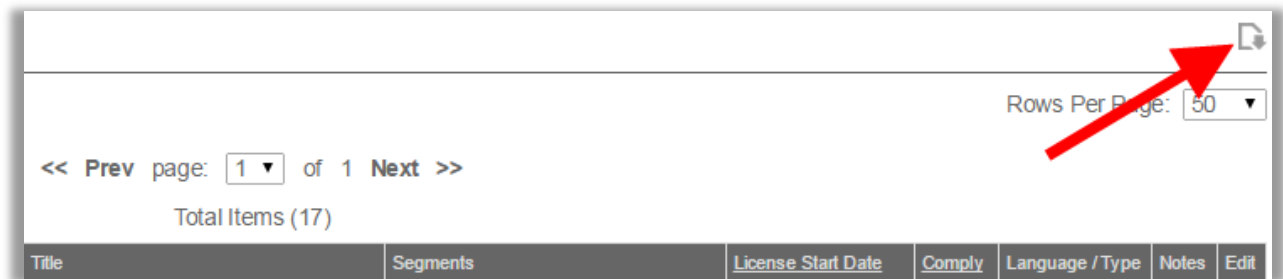 Rows Per Page: 50
<< Prev page: 1 of 1 Next >>
Total Items (17)
Title Segments License Start Date Comply Language / Type Notes Edit